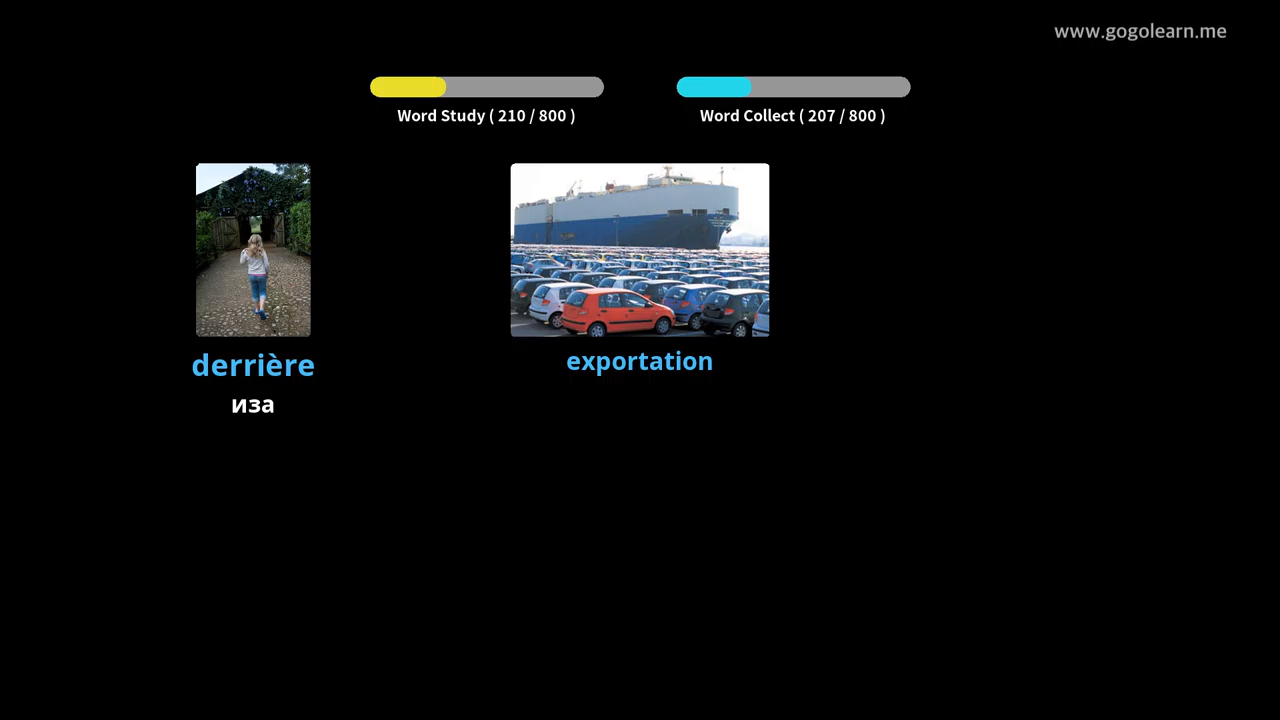 www.gogolearn.me
Word Study ( 210 / 800 )
Word Collect ( 207 / 800 )
derrière
иза
exportation